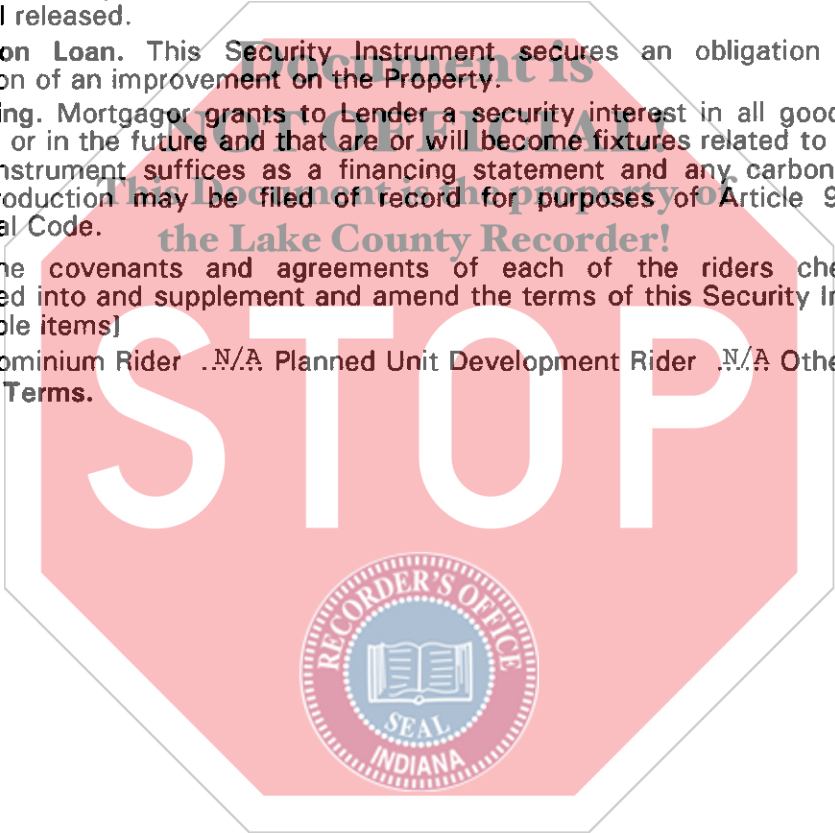 l released.
on Loan. This Security Instrument secures an obligation
on of an improvement on the Property.
ing. Mortgagor grants to Lender a security interest in all good
or in the future and that are or will become fixtures related to
nstrument suffices as a financing statement and any carbon
roduction may be filed of record for purposes of Article 9
al Code.
ne covenants and agreements of each of the riders che
ed into and supplement and amend the terms of this Security In
ole items]
ominium Rider ..N/A.. Planned Unit Development Rider ..N/A.. Othe
Terms.
Document is
NOT OFFICIAL!
This Document is the property of
the Lake County Recorder!
STOP
RECORDER'S OFFICE
SEAL
INDIANA